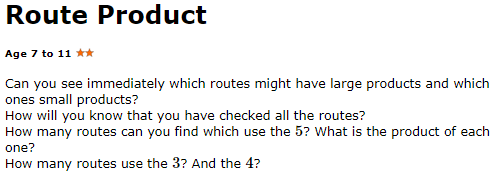 Route Product
Age 7 to 11 ★★
Can you see immediately which routes might have large products and which
ones small products?
How will you know that you have checked all the routes?
How many routes can you find which use the 5? What is the product of each
one?
How many routes use the 3? And the 4?